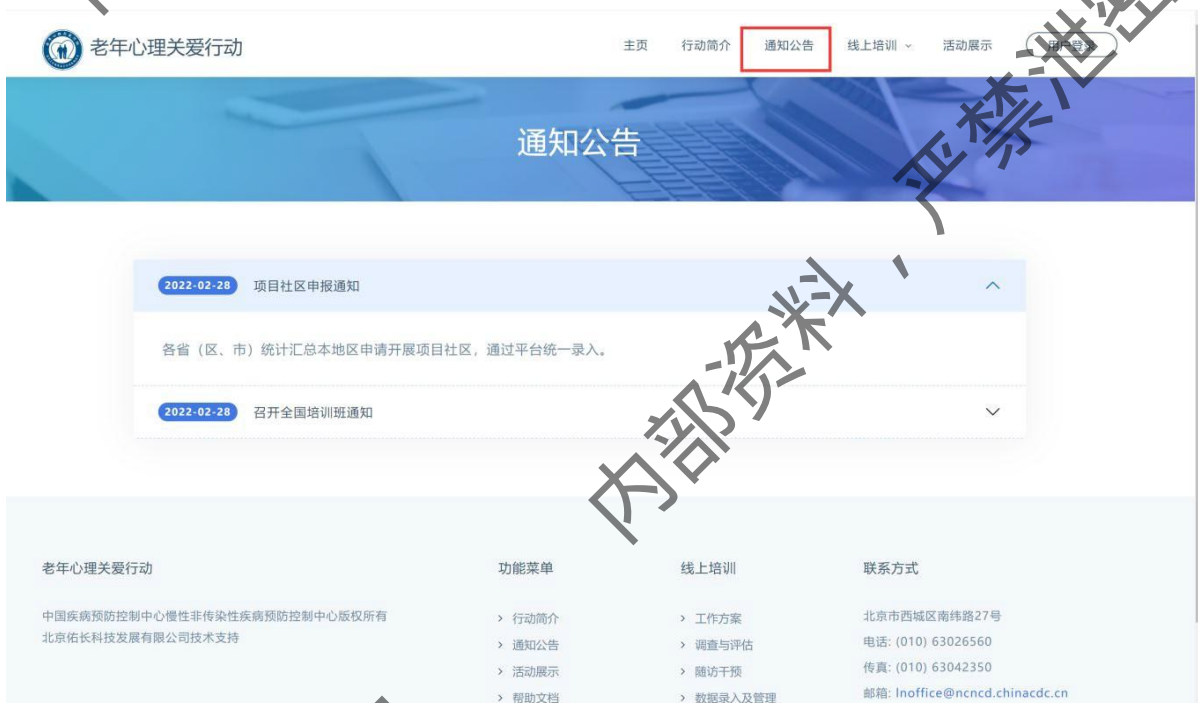 老年心理关爱行动
主页 行动简介 通知公告 线上培训 活动展示 用户登录
通知公告
2022-02-28 项目社区申报通知
各省（区、市）统计汇总本地区申请开展项目社区，通过平台统一录入。
2022-02-28 召开全国培训班通知
内部资料，严禁泄密
老年心理关爱行动
中国疾病预防控制中心慢性非传染性疾病预防控制中心版权所有
北京佑长科技发展有限公司技术支持
功能菜单
> 行动简介
> 通知公告
> 活动展示
> 帮助文档
线上培训
> 工作方案
> 调查与评估
> 随访干预
> 数据录入及管理
联系方式
北京市西城区南纬路27号
电话: (010) 63026560
传真: (010) 63042350
邮箱: lnoffice@ncncd.chinacdc.cn